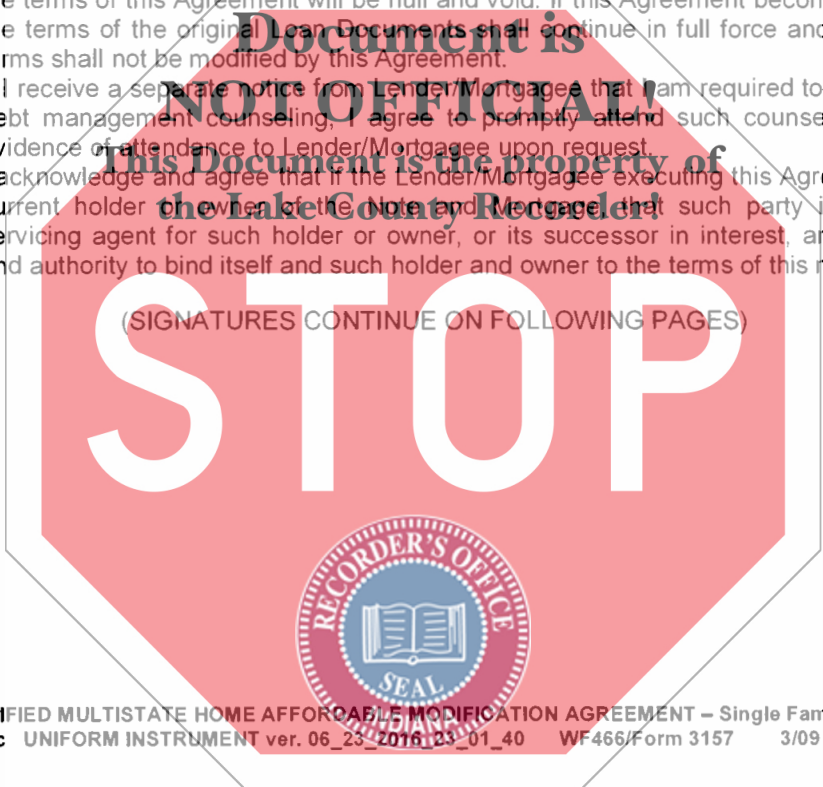 e terms of this Agreement will be null and void. If this Agreement becom
e terms of the original Loan Documents shall continue in full force and
rms shall not be modified by this Agreement.
I receive a separate notice from Lender/Mortgagee that I am required to
ebt management counseling, I agree to promptly attend such counse
vidence of attendance to Lender/Mortgagee upon request.
acknowledge and agree that if the Lender/Mortgagee executing this Agre
urrent holder or owner of the Note and Mortgage, that such party i
ervicing agent for such holder or owner, or its successor in interest, an
nd authority to bind itself and such holder and owner to the terms of this m
Document is
NOT OFFICIAL!
This Document is the property of
the Lake County Recorder!
(SIGNATURES CONTINUE ON FOLLOWING PAGES)
STOP
RECORDER'S OFFICE
SEAL
IFIED MULTISTATE HOME AFFORDABLE MODIFICATION AGREEMENT – Single Fam
c UNIFORM INSTRUMENT ver. 06_23_2016_23_01_40 WF466/Form 3157 3/09